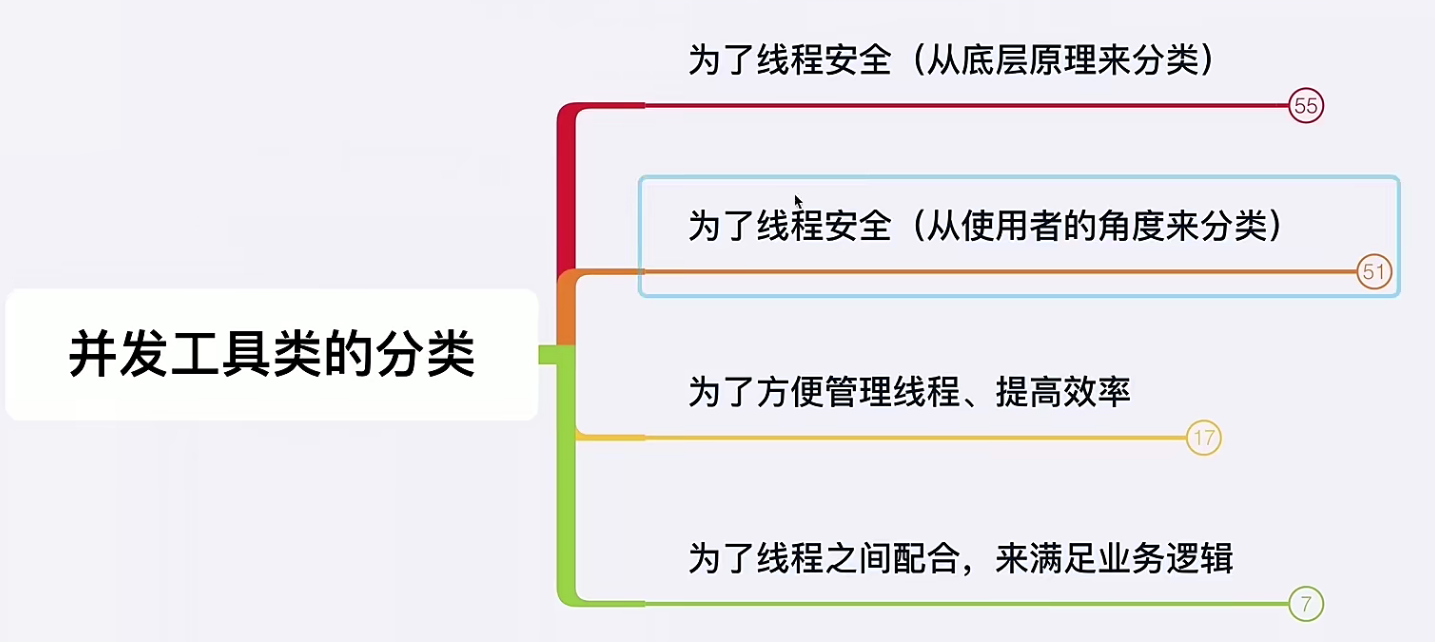 为了线程安全（从底层原理来分类）
55
为了线程安全（从使用者的角度来分类）
51
并发工具类的分类
为了方便管理线程、提高效率
17
为了线程之间配合，来满足业务逻辑
7